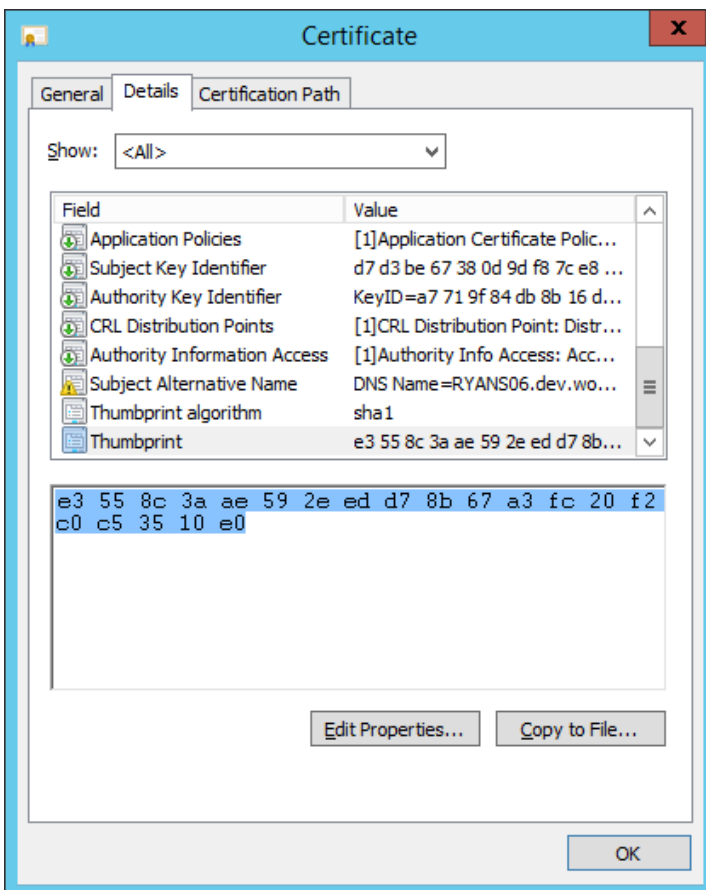 Certificate
x
General Details Certification Path
Show: <All>
Field Value
Application Policies [1]Application Certificate Polic...
Subject Key Identifier d7 d3 be 67 38 0d 9d f8 7c e8 ...
Authority Key Identifier KeyID=a7 71 9f 84 db 8b 16 d...
CRL Distribution Points [1]CRL Distribution Point: Distr...
Authority Information Access [1]Authority Info Access: Acc...
Subject Alternative Name DNS Name=RYANS06.dev.wo...
Thumbprint algorithm sha1
Thumbprint e3 55 8c 3a ae 59 2e ed d7 8b...
e3 55 8c 3a ae 59 2e ed d7 8b 67 a3 fc 20 f2
c0 c5 35 10 e0
Edit Properties... Copy to File...
OK